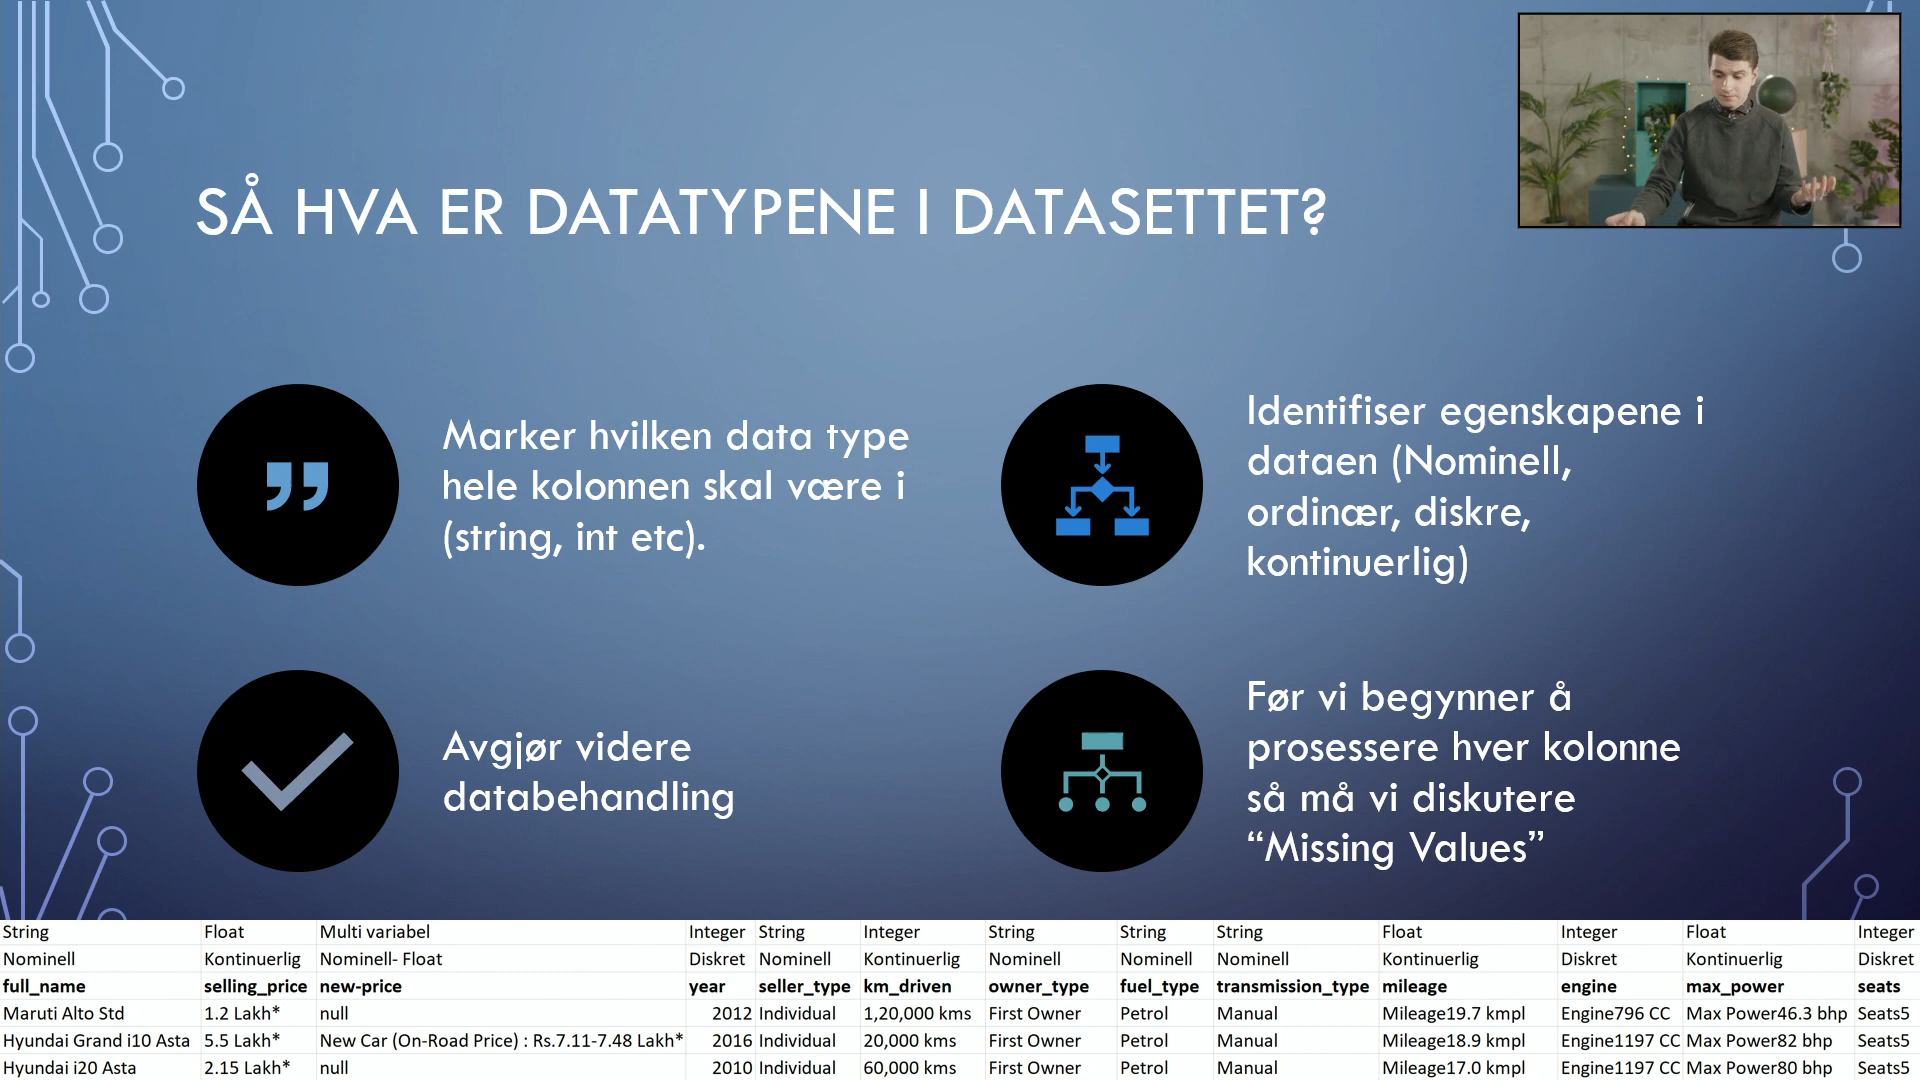 SÅ HVA ER DATATYPENE I DATASETTET?
Marker hvilken data type
hele kolonnen skal være i
(string, int etc).
Identifiser egenskapene i
dataen (Nominell,
ordinær, diskre,
kontinuerlig)
Avgjør videre
databehandling
Før vi begynner å
prosessere hver kolonne
så må vi diskutere
“Missing Values”
String Float Multi variabel Integer String Integer String String String Float Integer Float Integer
Nominell Kontinuerlig Nominell- Float Diskret Nominell Kontinuerlig Nominell Nominell Nominell Kontinuerlig Diskret Kontinuerlig Diskret
full_name selling_price new-price year seller_type km_driven owner_type fuel_type transmission_type mileage engine max_power seats
Maruti Alto Std 1.2 Lakh* null 2012 Individual 1,20,000 kms First Owner Petrol Manual Mileage19.7 kmpl Engine796 CC Max Power46.3 bhp Seats5
Hyundai Grand i10 Asta 5.5 Lakh* New Car (On-Road Price) : Rs.7.11-7.48 Lakh* 2016 Individual 20,000 kms First Owner Petrol Manual Mileage18.9 kmpl Engine1197 CC Max Power82 bhp Seats5
Hyundai i20 Asta 2.15 Lakh* null 2010 Individual 60,000 kms First Owner Petrol Manual Mileage17.0 kmpl Engine1197 CC Max Power80 bhp Seats5